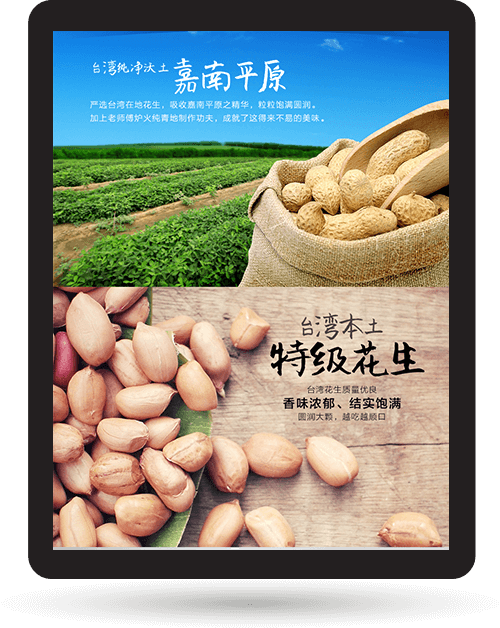 台湾纯净沃土 嘉南平原
严选台湾在地花生，吸收嘉南平原之精华，粒粒饱满圆润。
加上老师傅炉火纯青地制作功夫，成就了这得来不易的美味。
台湾本土
特级花生
台湾花生质量优良
香味浓郁、结实饱满
圆润大颗，越吃越顺口